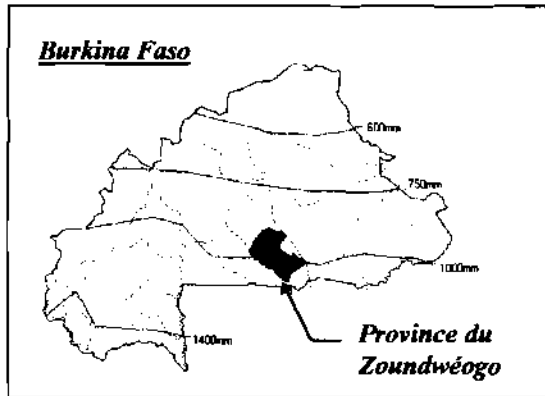 Burkina Faso
600mm
750mm
1000mm
1400mm
Province du
Zoundwéogo